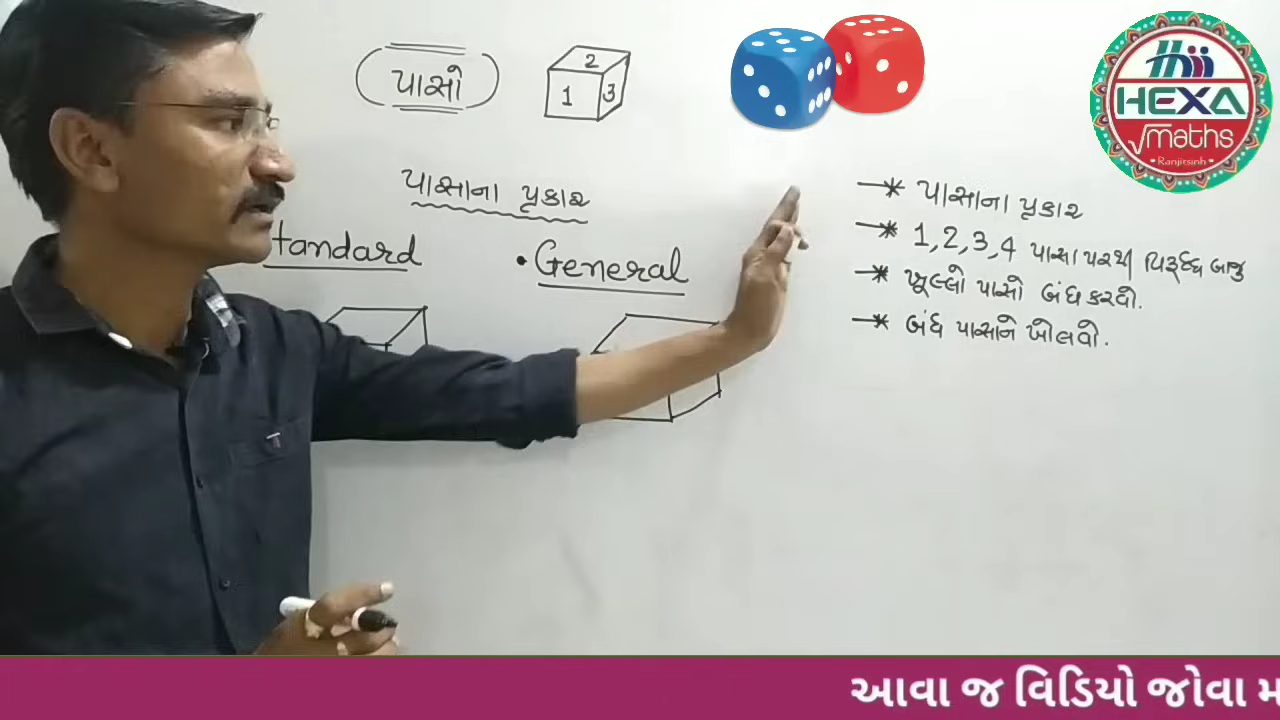 પાસો
2
1 3
HEXA
√maths
Ranjitsinh
પાસાના પ્રકાર
tandard
• General
→* પાસાના પ્રકાર
→* 1,2,3,4 પાસા પરથી વિરૂદ્ધ બાજુ
→* ખૂલ્લો પાસો બંધ કરવો.
→* બંધ પાસાને ખોલવો.
આવા જ વિડિયો જોવા મ